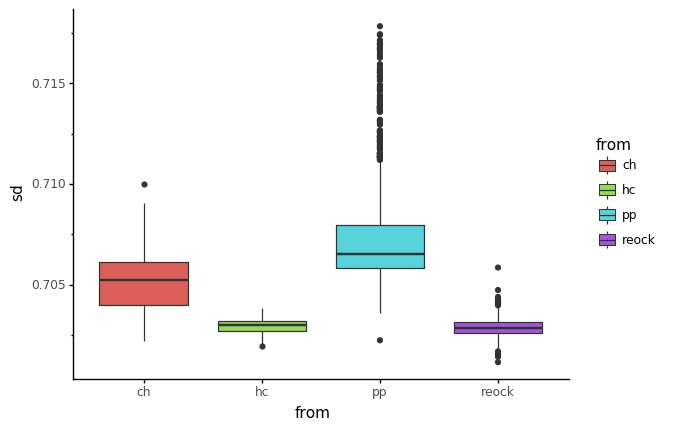 0.715
0.710
0.705
sd
ch
hc
pp
reock
from
from
ch
hc
pp
reock